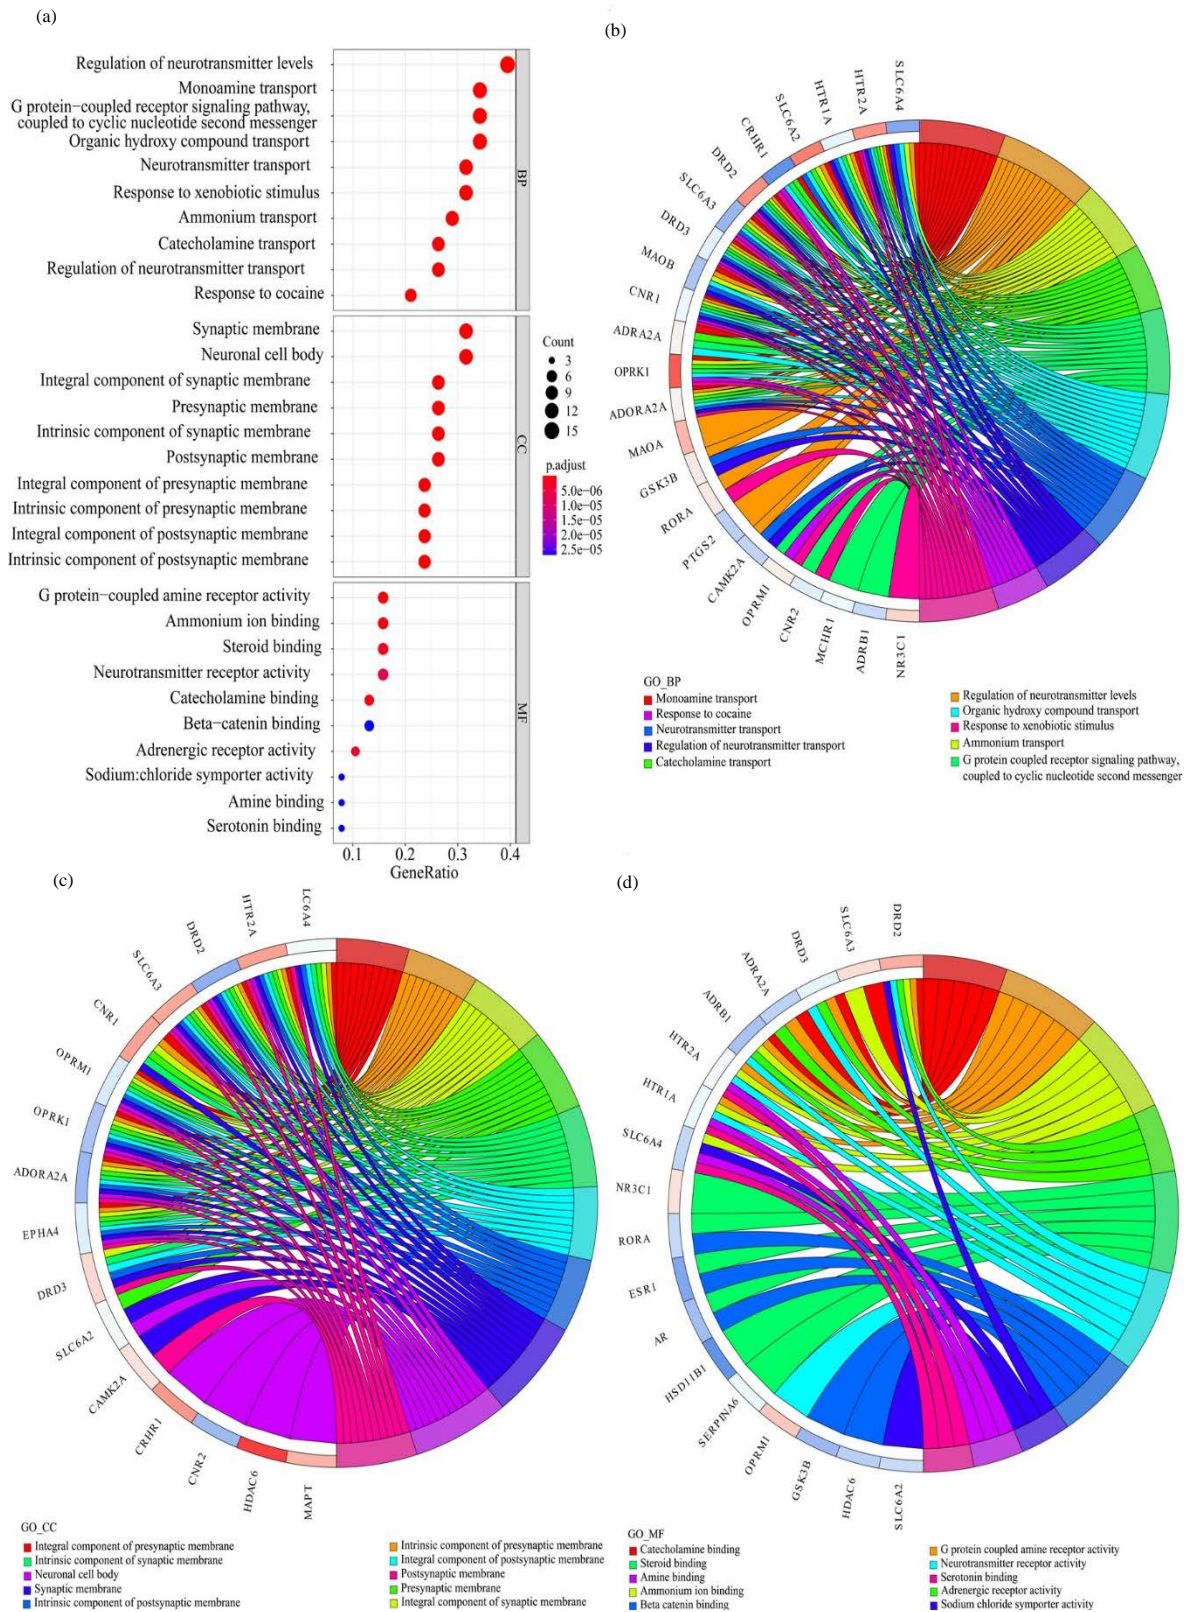 (a)
Regulation of neurotransmitter levels
Monoamine transport
G protein−coupled receptor signaling pathway,
coupled to cyclic nucleotide second messenger
Organic hydroxy compound transport
Neurotransmitter transport
Response to xenobiotic stimulus
Ammonium transport
Catecholamine transport
Regulation of neurotransmitter transport
Response to cocaine
BP
Synaptic membrane
Neuronal cell body
Integral component of synaptic membrane
Presynaptic membrane
Intrinsic component of synaptic membrane
Postsynaptic membrane
Integral component of presynaptic membrane
Intrinsic component of presynaptic membrane
Integral component of postsynaptic membrane
Intrinsic component of postsynaptic membrane
CC
G protein−coupled amine receptor activity
Ammonium ion binding
Steroid binding
Neurotransmitter receptor activity
Catecholamine binding
Beta−catenin binding
Adrenergic receptor activity
Sodium:chloride symporter activity
Amine binding
Serotonin binding
MF
0.1 0.2 0.3 0.4
GeneRatio
Count
3
6
9
12
15
p.adjust
5.0e−06
1.0e−05
1.5e−05
2.0e−05
2.5e−05
(b)
SLC6A4
HTR2A
HTR1A
SLC6A2
CRHR1
DRD2
SLC6A3
DRD3
MAOB
CNR1
ADRA2A
OPRK1
ADORA2A
MAOA
GSK3B
RORA
PTGS2
CAMK2A
OPRM1
CNR2
MCHR1
ADRB1
NR3C1
GO_BP
Monoamine transport
Response to cocaine
Neurotransmitter transport
Regulation of neurotransmitter transport
Catecholamine transport
Regulation of neurotransmitter levels
Organic hydroxy compound transport
Response to xenobiotic stimulus
Ammonium transport
G protein coupled receptor signaling pathway,
coupled to cyclic nucleotide second messenger
(c)
LC6A4
HTR2A
DRD2
SLC6A3
CNR1
OPRM1
OPRK1
ADORA2A
EPHA4
DRD3
SLC6A2
CAMK2A
CRHR1
CNR2
HDAC6
MAPT
GO_CC
Integral component of presynaptic membrane
Intrinsic component of synaptic membrane
Neuronal cell body
Synaptic membrane
Intrinsic component of postsynaptic membrane
Intrinsic component of presynaptic membrane
Integral component of postsynaptic membrane
Postsynaptic membrane
Presynaptic membrane
Integral component of synaptic membrane
(d)
DRD2
SLC6A3
DRD3
ADRA2A
ADRB1
HTR2A
HTR1A
SLC6A4
NR3C1
RORA
ESR1
AR
HSD11B1
SERPINA6
OPRM1
GSK3B
HDAC6
SLC6A2
GO_MF
Catecholamine binding
Steroid binding
Amine binding
Ammonium ion binding
Beta catenin binding
G protein coupled amine receptor activity
Neurotransmitter receptor activity
Serotonin binding
Adrenergic receptor activity
Sodium chloride symporter activity